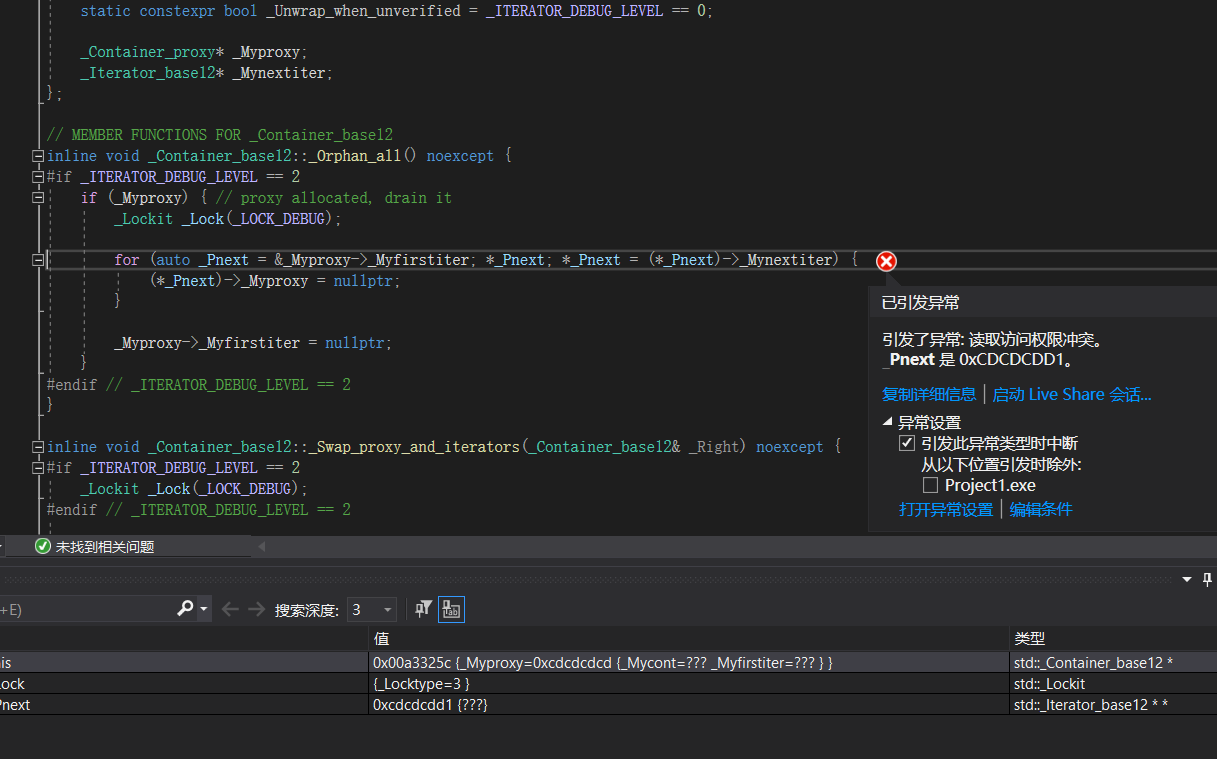 static constexpr bool _Unwrap_when_unverified = _ITERATOR_DEBUG_LEVEL == 0;
_Container_proxy* _Myproxy;
_Iterator_base12* _Mynextiter;
};
// MEMBER FUNCTIONS FOR _Container_base12
inline void _Container_base12::_Orphan_all() noexcept {
#if _ITERATOR_DEBUG_LEVEL == 2
if (_Myproxy) { // proxy allocated, drain it
_Lockit _Lock(_LOCK_DEBUG);
for (auto _Pnext = &_Myproxy->_Myfirstiter; *_Pnext; *_Pnext = (*_Pnext)->_Mynextiter) {
(*_Pnext)->_Myproxy = nullptr;
}
_Myproxy->_Myfirstiter = nullptr;
}
#endif // _ITERATOR_DEBUG_LEVEL == 2
}
inline void _Container_base12::_Swap_proxy_and_iterators(_Container_base12& _Right) noexcept {
#if _ITERATOR_DEBUG_LEVEL == 2
_Lockit _Lock(_LOCK_DEBUG);
#endif // _ITERATOR_DEBUG_LEVEL == 2
已引发异常
引发了异常: 读取访问权限冲突。
_Pnext 是 0xCDCDCDD1。
复制详细信息 | 启动 Live Share 会话...
异常设置
引发此异常类型时中断
从以下位置引发时除外:
Project1.exe
打开异常设置 | 编辑条件
未找到相关问题
+E)
搜索深度: 3
值 类型
is 0x00a3325c {_Myproxy=0xcdcdcdcd {_Mycont=??? _Myfirstiter=??? } } std::_Container_base12 *
ock {_Locktype=3 } std::_Lockit
Pnext 0xcdcdcdd1 {???} std::_Iterator_base12 * *